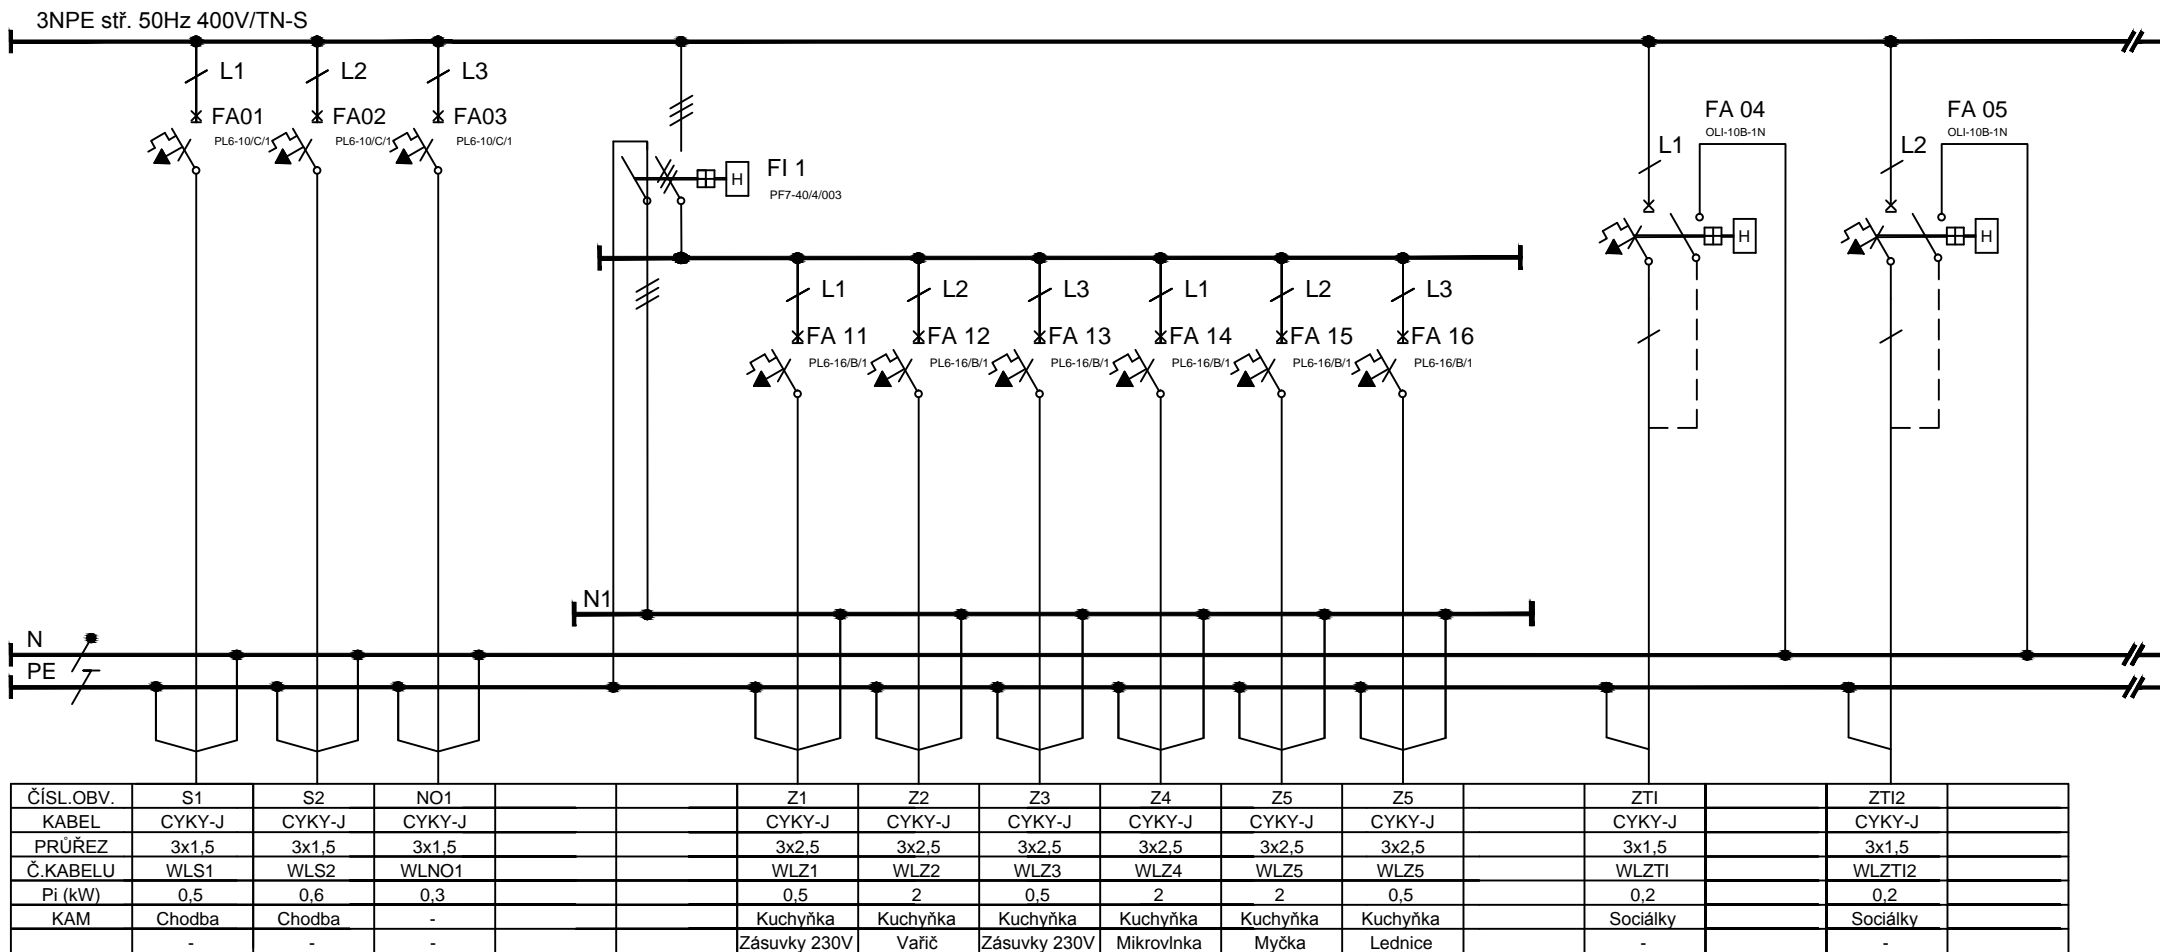 3NPE stř. 50Hz 400V/TN-S
L1 L2 L3
FA01 FA02 FA03
PL6-10/C/1 PL6-10/C/1 PL6-10/C/1
FI 1
PF7-40/4/003
H
FA 04 FA 05
OLI-10B-1N OLI-10B-1N
L1 L2
H H
L1 L2 L3 L1 L2 L3
FA 11 FA 12 FA 13 FA 14 FA 15 FA 16
PL6-16/B/1 PL6-16/B/1 PL6-16/B/1 PL6-16/B/1 PL6-16/B/1 PL6-16/B/1
N1
N
PE
ČÍSL.OBV. S1 S2 NO1 Z1 Z2 Z3 Z4 Z5 Z5 ZTI ZTI2
KABEL CYKY-J CYKY-J CYKY-J CYKY-J CYKY-J CYKY-J CYKY-J CYKY-J CYKY-J CYKY-J CYKY-J
PRŮŘEZ 3x1,5 3x1,5 3x1,5 3x2,5 3x2,5 3x2,5 3x2,5 3x2,5 3x2,5 3x1,5 3x1,5
Č.KABELU WLS1 WLS2 WLNO1 WLZ1 WLZ2 WLZ3 WLZ4 WLZ5 WLZ5 WLZTI WLZTI2
Pi (kW) 0,5 0,6 0,3 0,5 2 0,5 2 2 0,5 0,2 0,2
KAM Chodba Chodba - Kuchyňka Kuchyňka Kuchyňka Kuchyňka Kuchyňka Kuchyňka Sociálky Sociálky
- - - Zásuvky 230V Vařič Zásuvky 230V Mikrovlnka Myčka Lednice - -